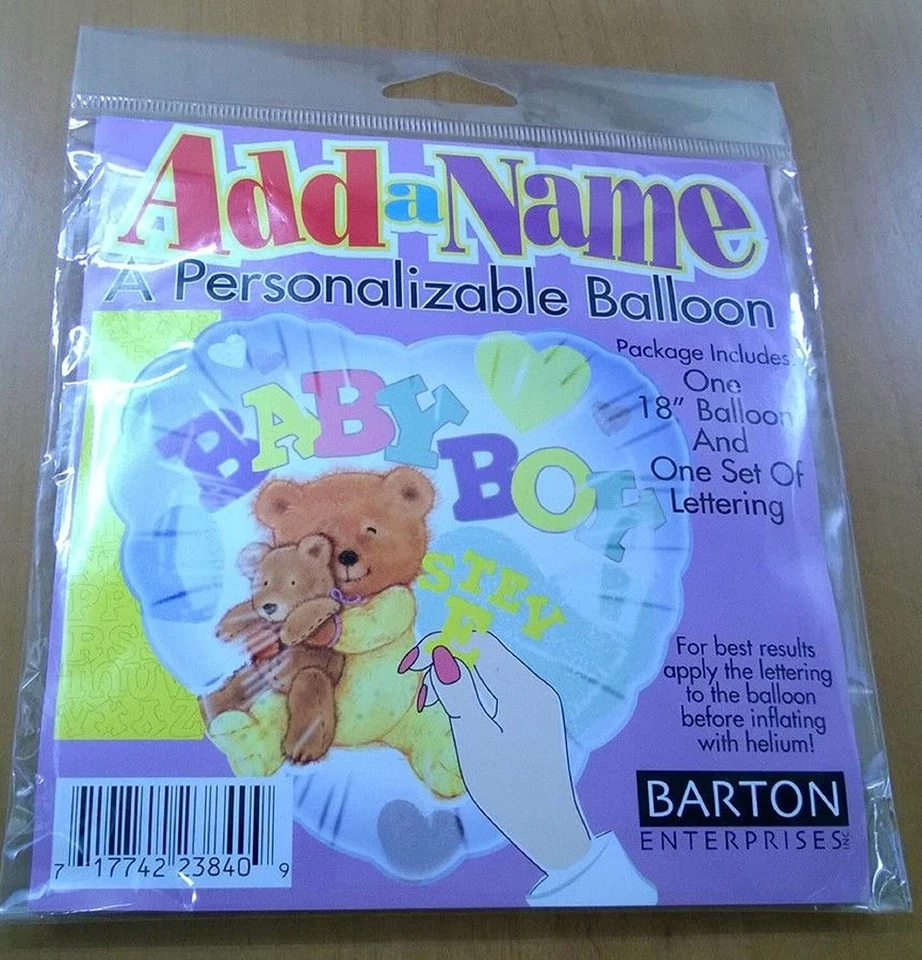 Add a Name
A Personalizable Balloon
Package Includes:
One
18" Balloon
And
One Set Of
Lettering
BABY
BOY
STEV
E
For best results
apply the lettering
to the balloon
before inflating
with helium!
BARTON
ENTERPRISES INC
7 17742 23840 9